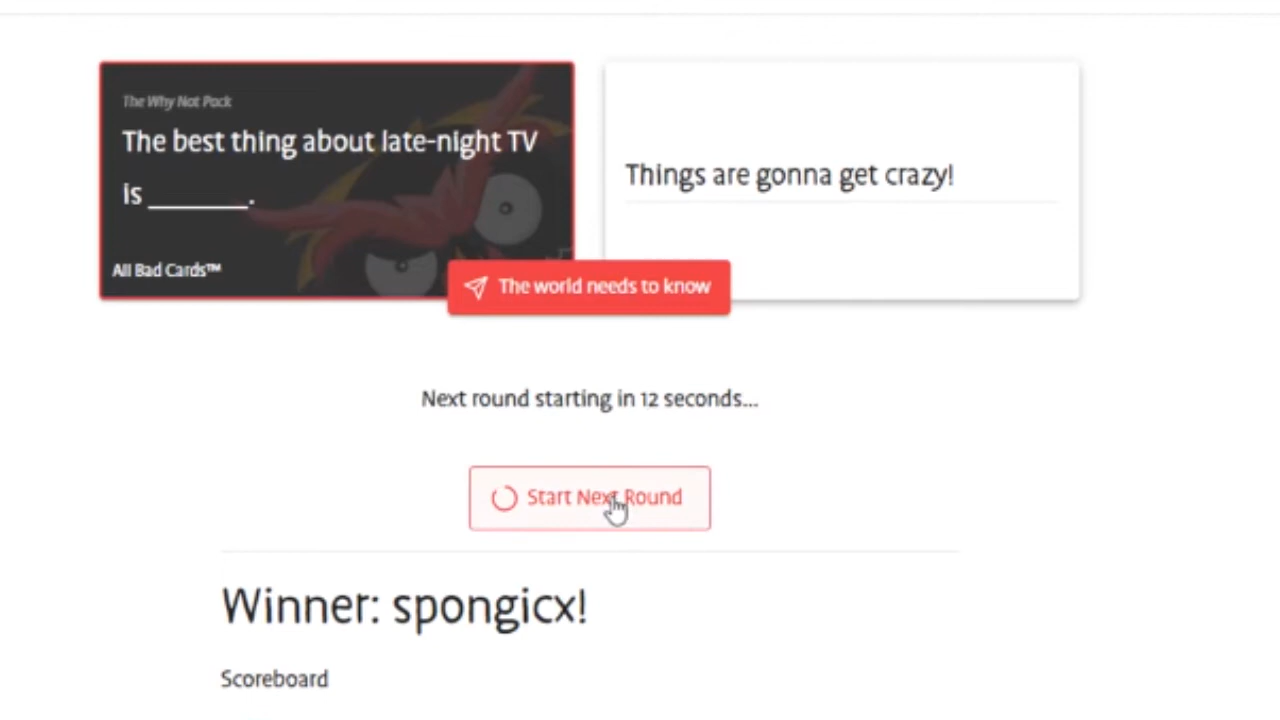 The Why Not Pack
The best thing about late-night TV
is _______.
All Bad Cards™
Things are gonna get crazy!
The world needs to know
Next round starting in 12 seconds...
Start Next Round
Winner: spongicx!
Scoreboard